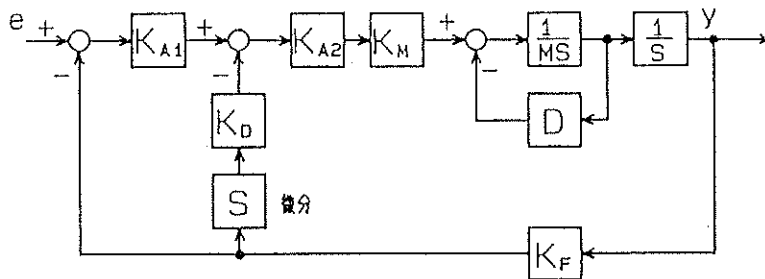 e + K_A1 + K_A2 K_M + 1/MS 1/S y
− − −
K_D D
S 微分
K_F